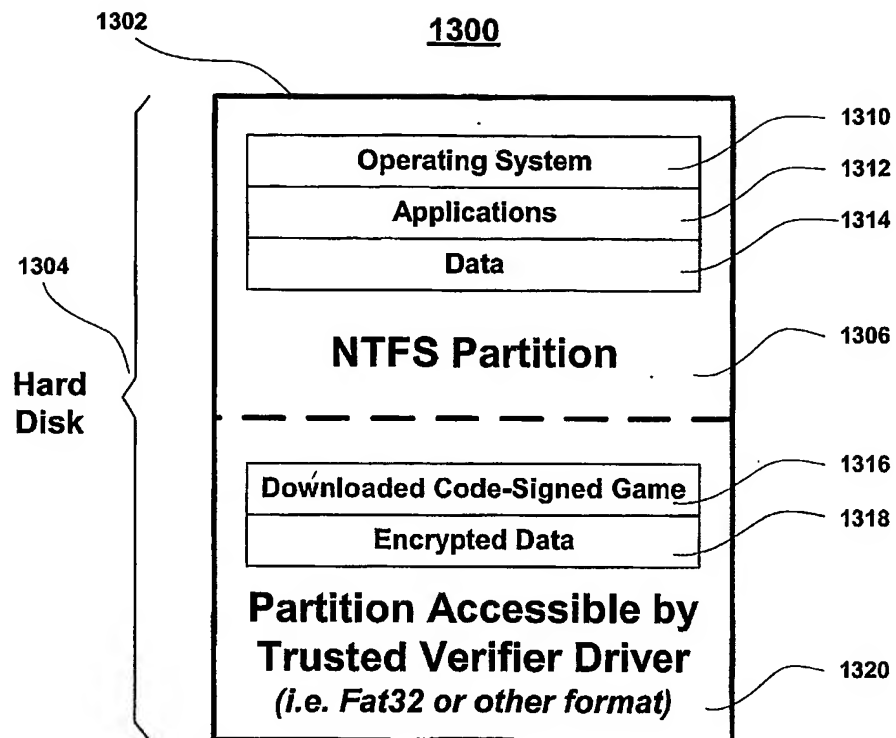 1302
1300
1310
Operating System
1312
Applications
1314
Data
1304
NTFS Partition
1306
Hard
Disk
1316
Downloaded Code-Signed Game
1318
Encrypted Data
Partition Accessible by
Trusted Verifier Driver
(i.e. Fat32 or other format)
1320